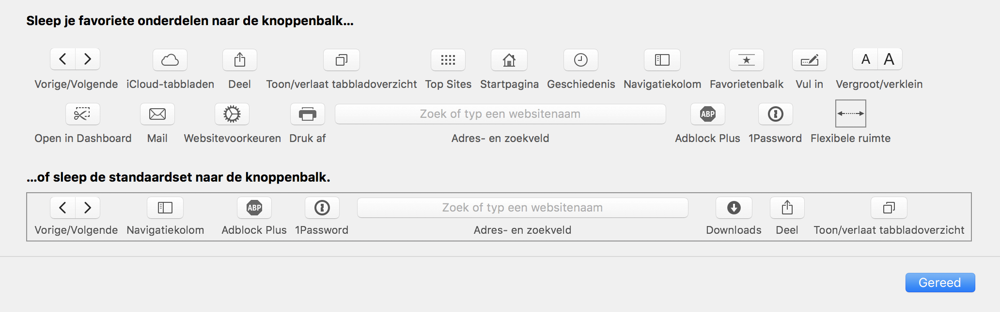 Sleep je favoriete onderdelen naar de knoppenbalk...
A A
Vorige/Volgende iCloud-tabbladen Deel Toon/verlaat tabbladoverzicht Top Sites Startpagina Geschiedenis Navigatiekolom Favorietenbalk Vul in Vergroot/verklein
Zoek of typ een websitenaam ABP
Open in Dashboard Mail Websitevoorkeuren Druk af Adres- en zoekveld Adblock Plus 1Password Flexibele ruimte
...of sleep de standaardset naar de knoppenbalk.
ABP Zoek of typ een websitenaam
Vorige/Volgende Navigatiekolom Adblock Plus 1Password Adres- en zoekveld Downloads Deel Toon/verlaat tabbladoverzicht
Gereed